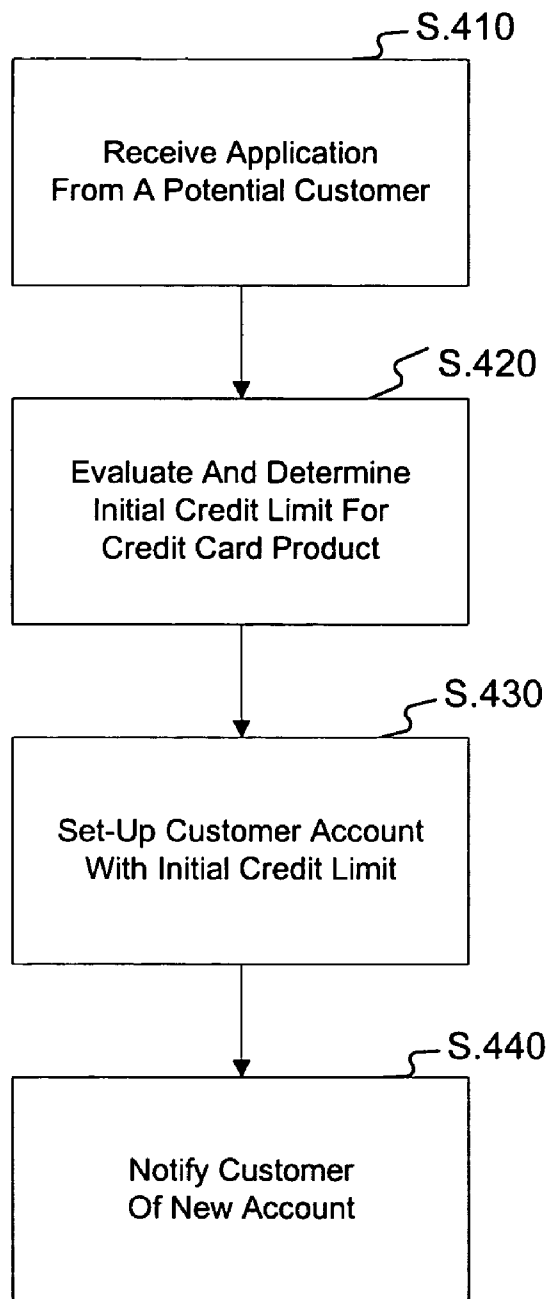 S.410
Receive Application
From A Potential Customer
S.420
Evaluate And Determine
Initial Credit Limit For
Credit Card Product
S.430
Set-Up Customer Account
With Initial Credit Limit
S.440
Notify Customer
Of New Account